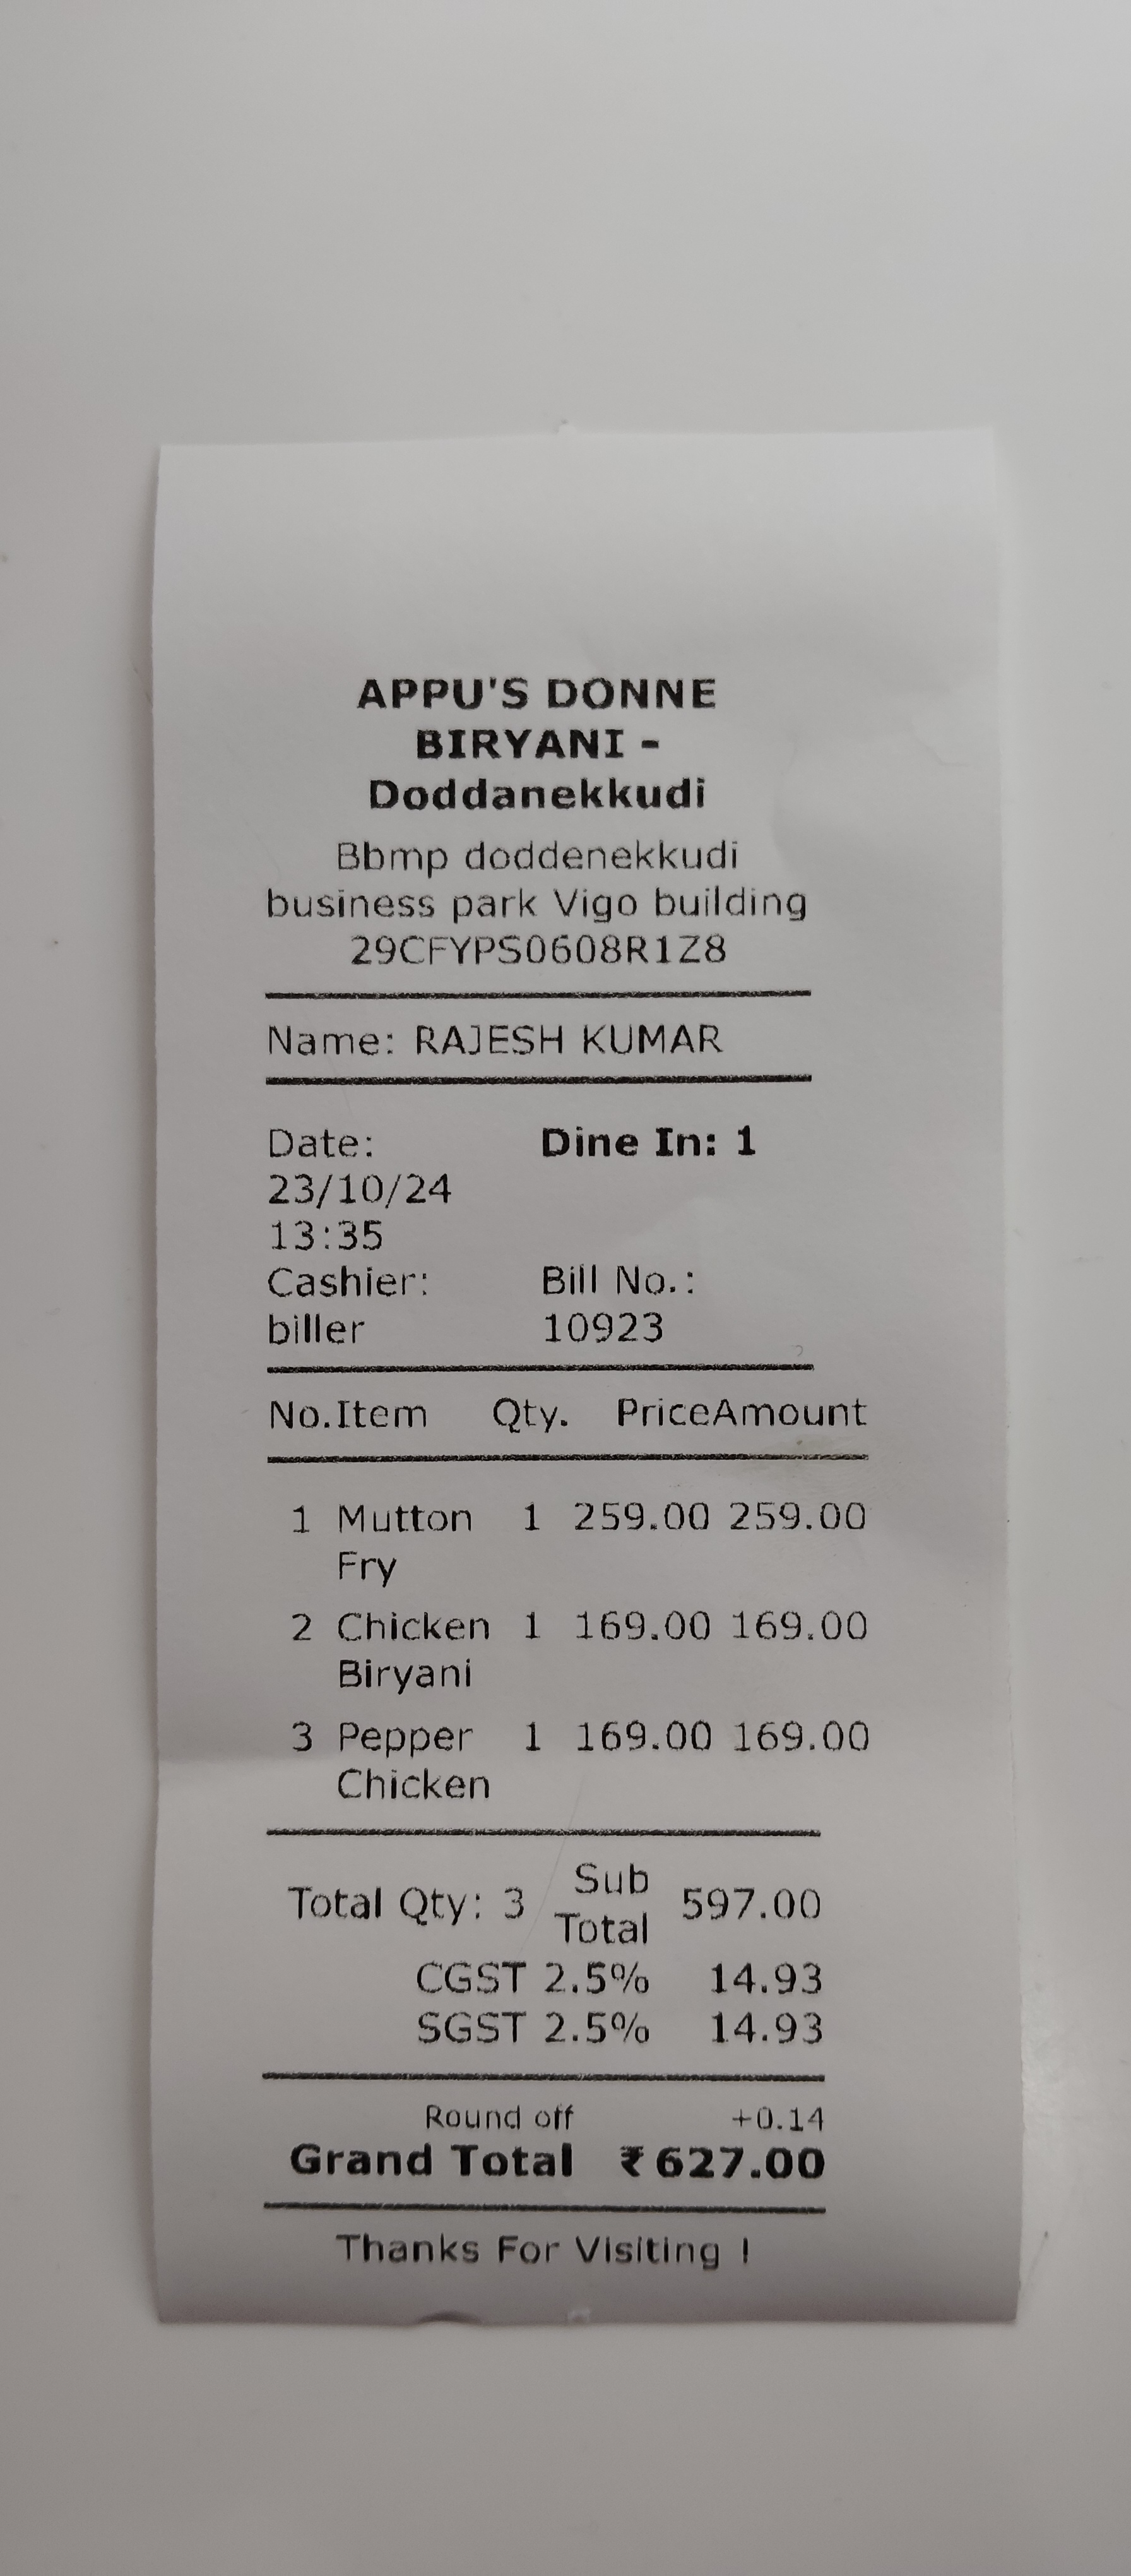 APPU'S DONNE
BIRYANI -
Doddanekkudi
Bbmp doddenekkudi
business park Vigo building
29CFYPS0608R1Z8
Name: RAJESH KUMAR
Date: Dine In: 1
23/10/24
13:35
Cashier: Bill No.:
biller 10923
No.Item Qty. PriceAmount
1 Mutton 1 259.00 259.00
Fry
2 Chicken 1 169.00 169.00
Biryani
3 Pepper 1 169.00 169.00
Chicken
Total Qty: 3 Sub Total 597.00
CGST 2.5% 14.93
SGST 2.5% 14.93
Round off +0.14
Grand Total ₹627.00
Thanks For Visiting !